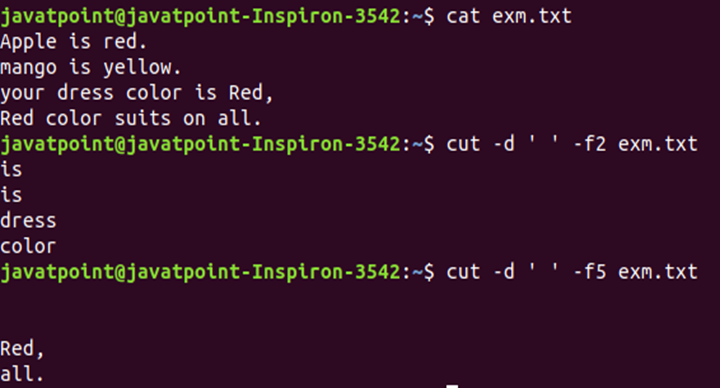 javatpoint@javatpoint-Inspiron-3542:~$ cat exm.txt
Apple is red.
mango is yellow.
your dress color is Red,
Red color suits on all.
javatpoint@javatpoint-Inspiron-3542:~$ cut -d ' ' -f2 exm.txt
is
is
dress
color
javatpoint@javatpoint-Inspiron-3542:~$ cut -d ' ' -f5 exm.txt
Red,
all.